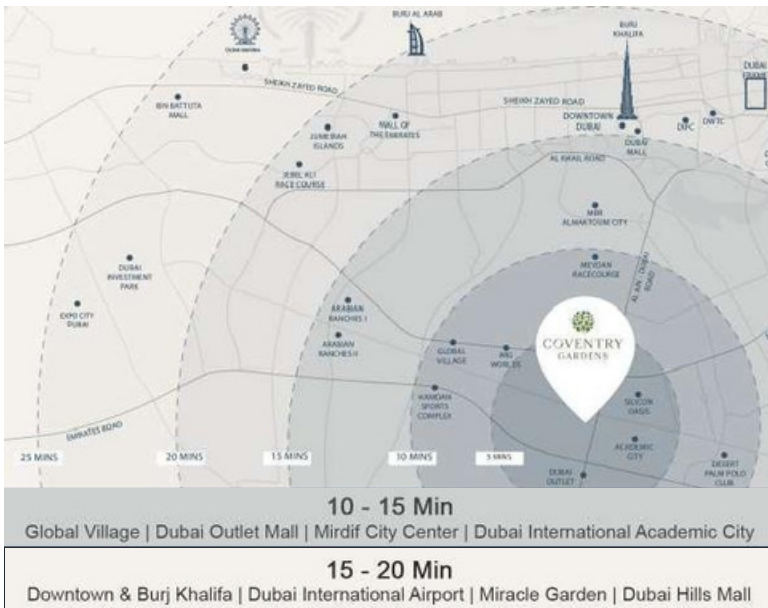 BURJ AL ARAB
BURJ
KHALIFA
DUBAI
FRAME
SHEIKH ZAYED ROAD
IBN BATTUTA
MALL
SHEIKH ZAYED ROAD
JUMEIRAH
ISLANDS
MALL OF
THE EMIRATES
DOWNTOWN
DUBAI
DUBAI
MALL
DIFC
DWTC
AL KHAIL ROAD
JEBEL ALI
RACE COURSE
MBR
ALMAKTOUM CITY
DUBAI
INVESTMENT
PARK
MEYDAN
RACECOURSE
AL AIN - DUBAI
ROAD
EXPO CITY
DUBAI
ARABIAN
RANCHES I
ARABIAN
RANCHES II
GLOBAL
VILLAGE
IMG
WORLDS
COVENTRY
GARDENS
HAMDAN
SPORTS
COMPLEX
SILICON
OASIS
EMIRATES ROAD
ACADEMIC
CITY
25 MINS
20 MINS
15 MINS
10 MINS
5 MINS
DUBAI
OUTLET
DESERT
PALM POLO
CLUB
10 - 15 Min
Global Village | Dubai Outlet Mall | Mirdif City Center | Dubai International Academic City
15 - 20 Min
Downtown & Burj Khalifa | Dubai International Airport | Miracle Garden | Dubai Hills Mall